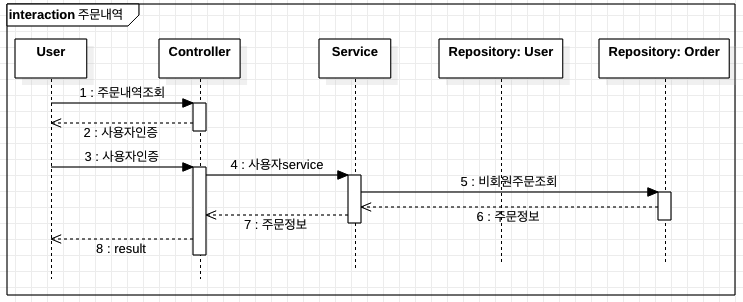 interaction 주문내역
User
Controller
Service
Repository: User
Repository: Order
1 : 주문내역조회
2 : 사용자인증
3 : 사용자인증
4 : 사용자service
5 : 비회원주문조회
6 : 주문정보
7 : 주문정보
8 : result